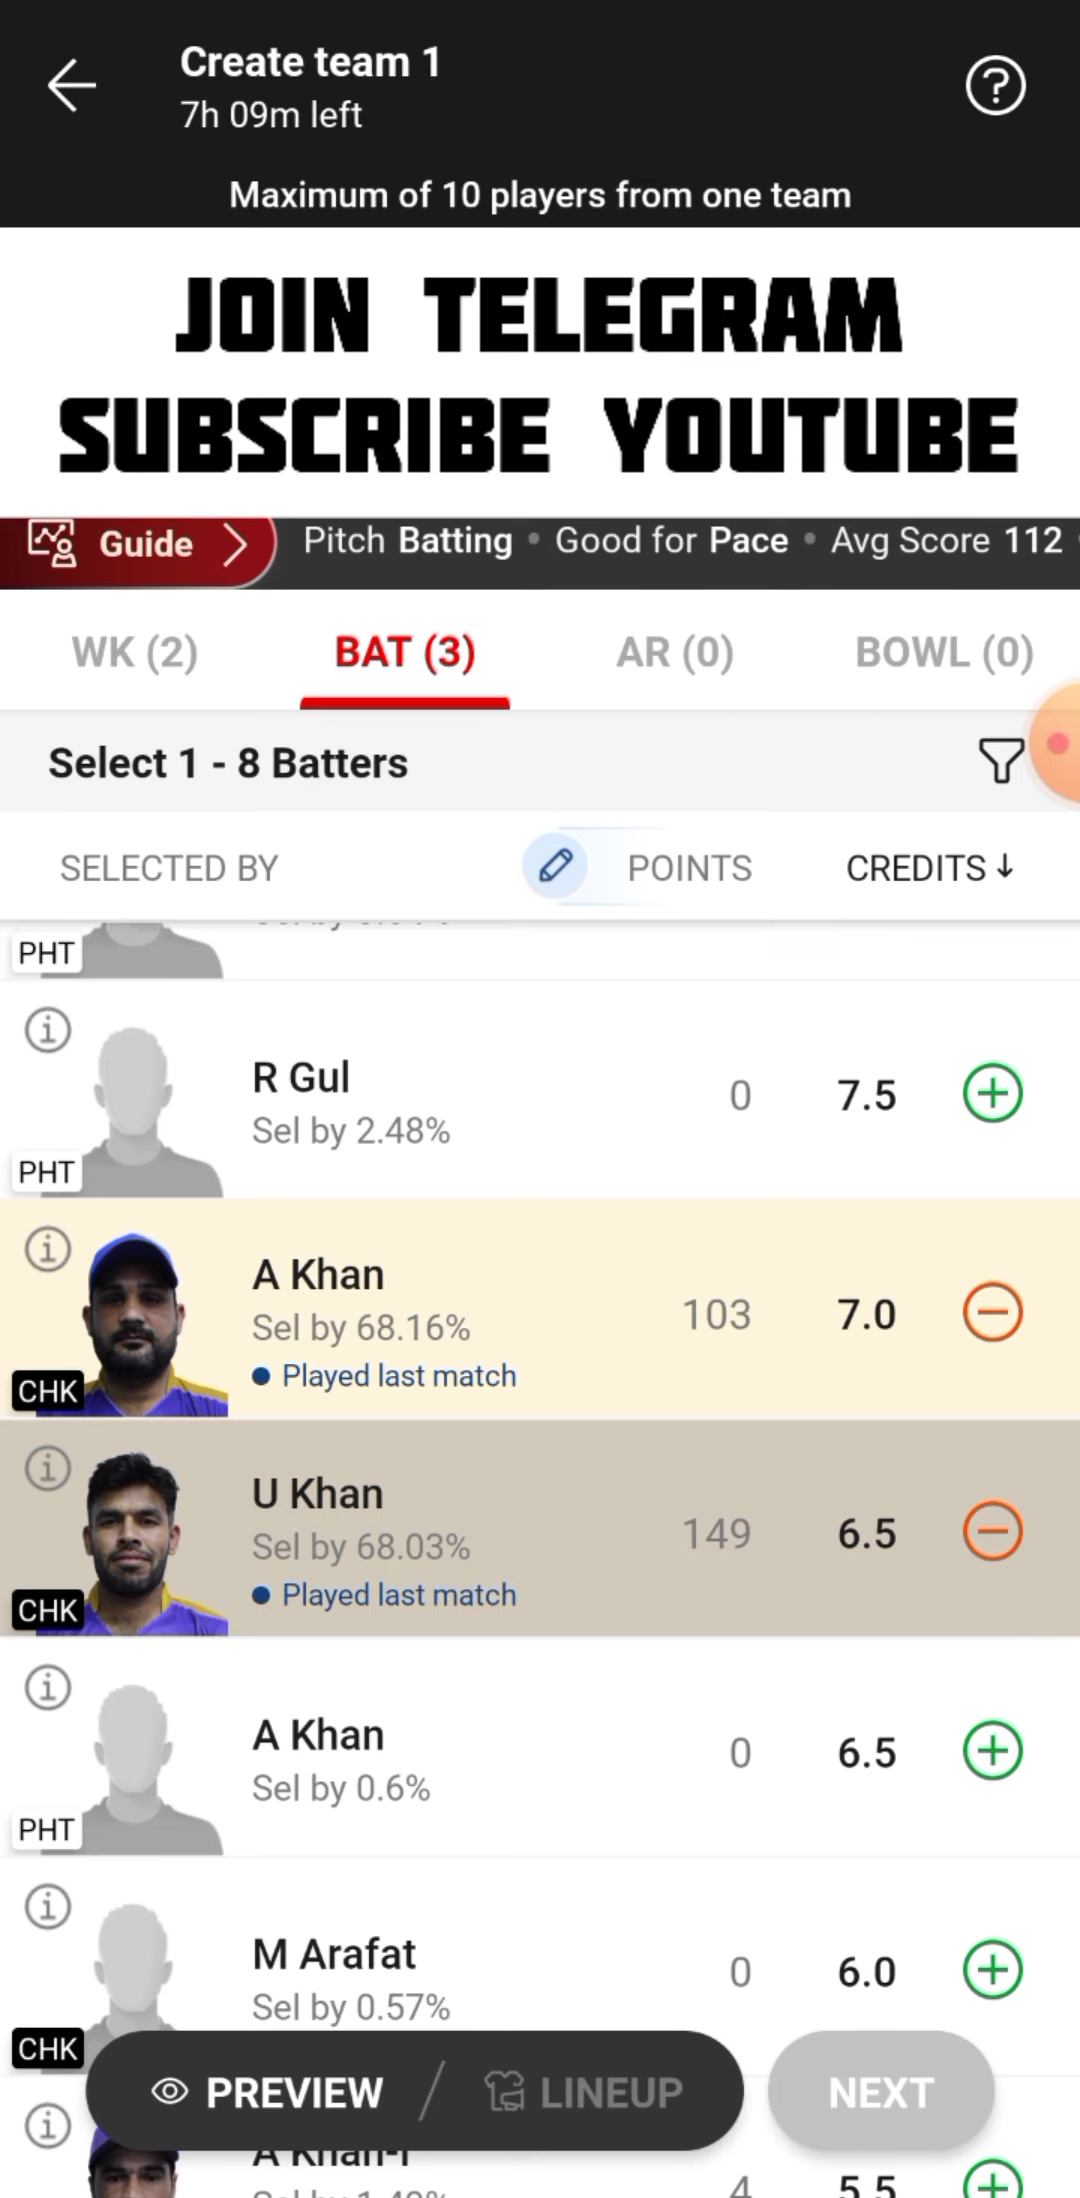 Create team 1
7h 09m left
Maximum of 10 players from one team
JOIN TELEGRAM
SUBSCRIBE YOUTUBE
Guide Pitch Batting • Good for Pace • Avg Score 112
WK (2) BAT (3) AR (0) BOWL (0)
Select 1 - 8 Batters
SELECTED BY POINTS CREDITS ↓
PHT
R Gul
0 7.5
Sel by 2.48%
PHT
A Khan
Sel by 68.16% 103 7.0
• Played last match
CHK
U Khan
Sel by 68.03% 149 6.5
• Played last match
CHK
A Khan
0 6.5
Sel by 0.6%
PHT
M Arafat
0 6.0
Sel by 0.57%
CHK
PREVIEW / LINEUP NEXT
4 5.5